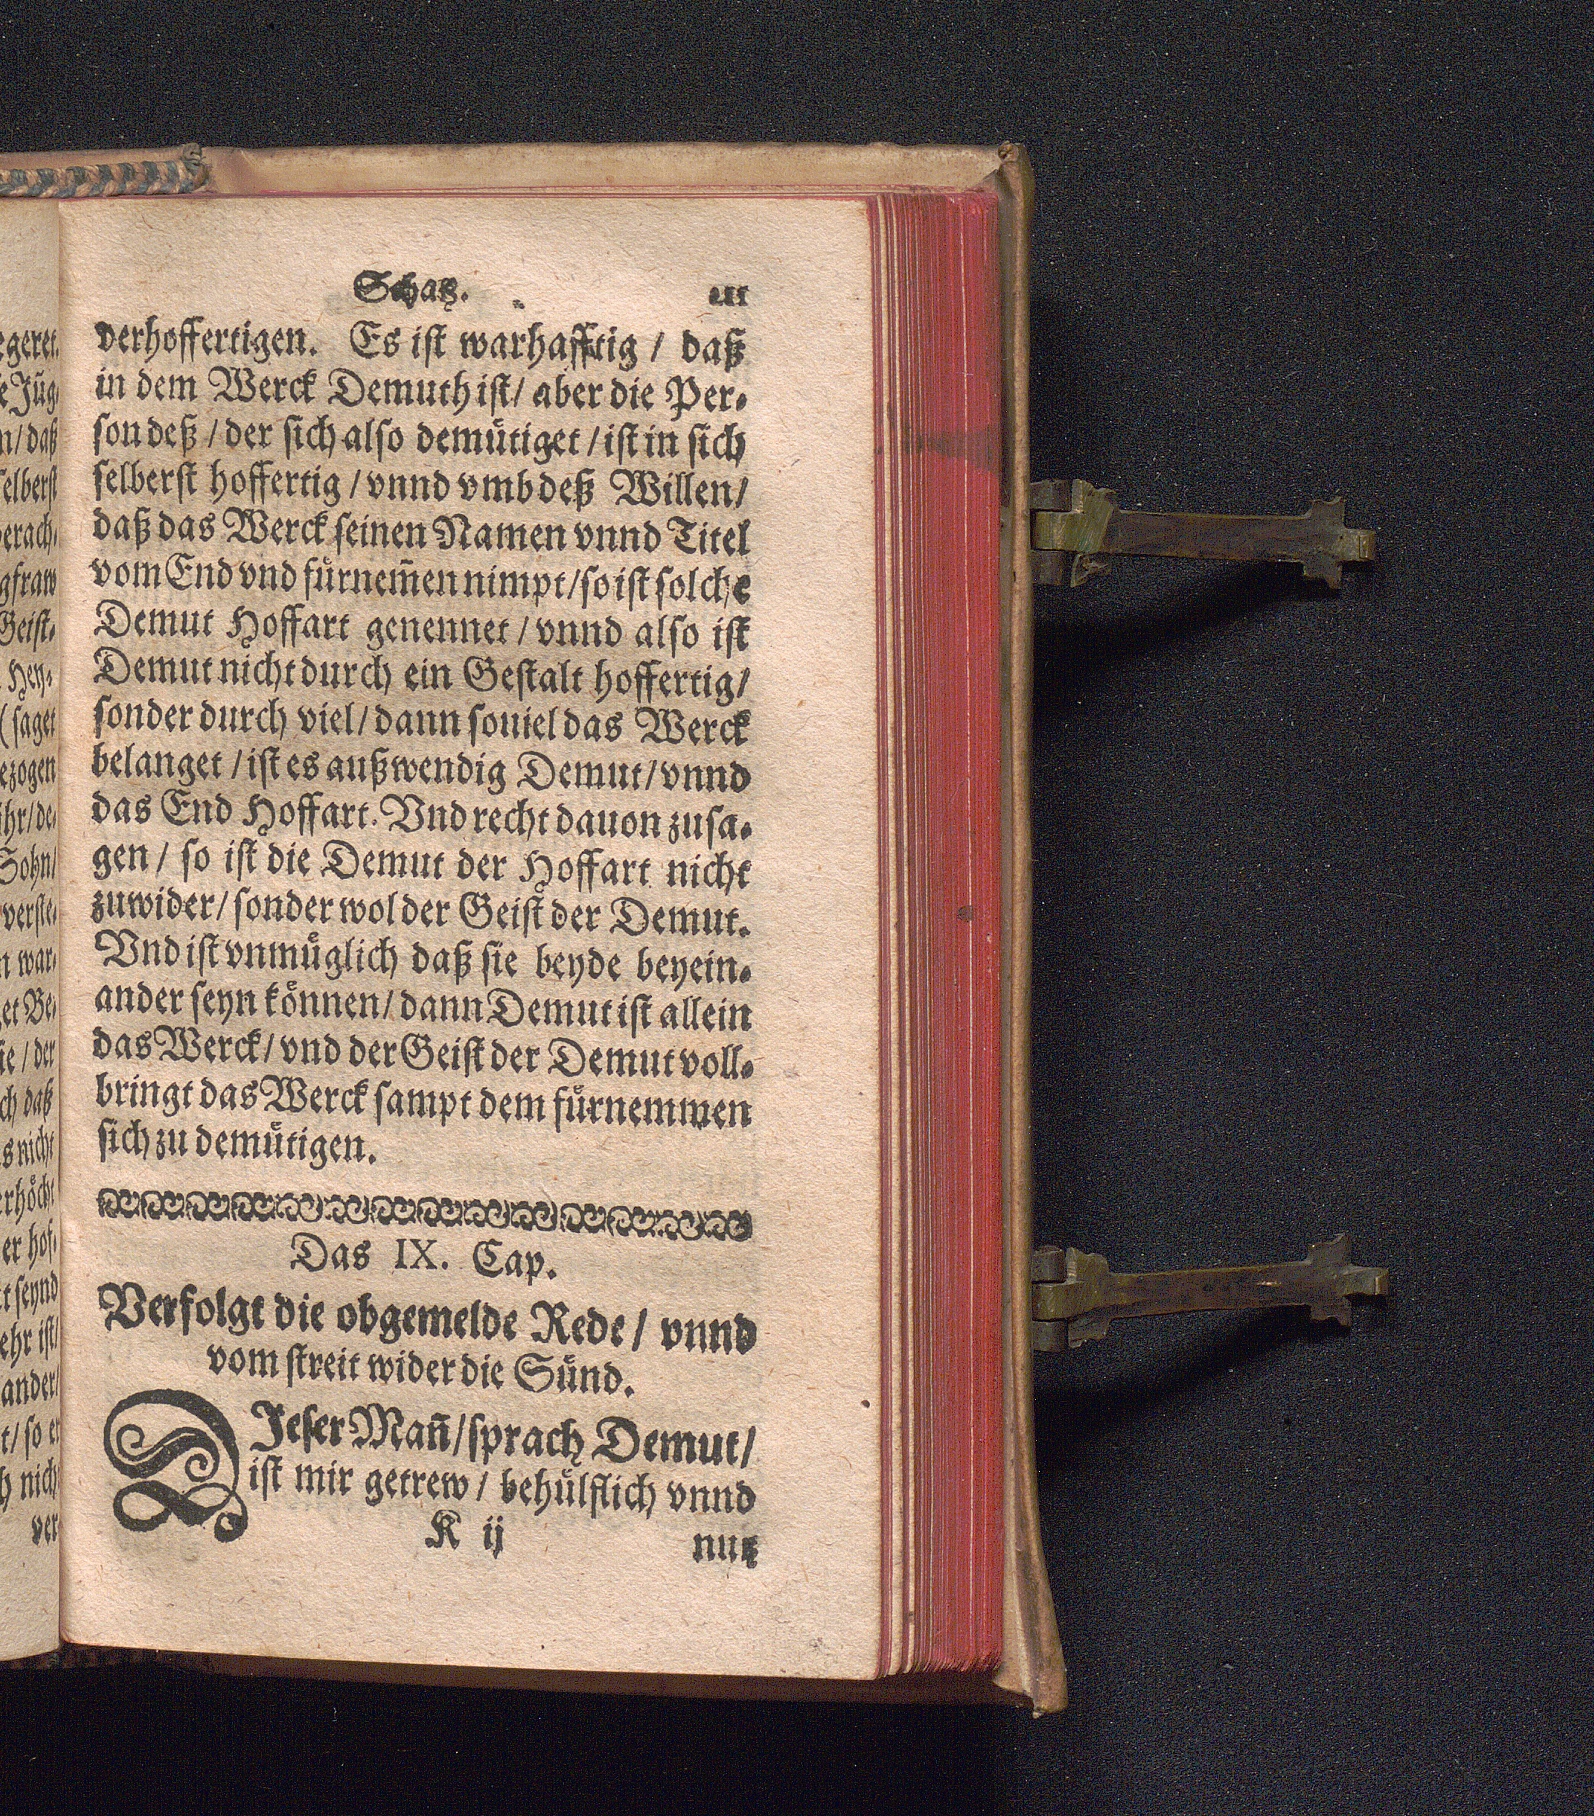 Schatz. 211
verhoffertigen. Es ist warhafftig / daß
in dem Werck Demuth ist / aber die Per-
son deß / der sich also demütiget / ist in sich
selberst hoffertig / vnnd vmb deß Willen /
daß das Werck seinen Namen vnnd Titel
vom End vnd fürnem̃en nimpt / so ist solche
Demut Hoffart genennet / vnnd also ist
Demut nicht durch ein Gestalt hoffertig /
sonder durch viel / dann souiel das Werck
belanget / ist es außwendig Demut / vnnd
das End Hoffart. Vnd recht dauon zusa-
gen / so ist die Demut der Hoffart nicht
zuwider / sonder wol der Geist der Demut.
Vnd ist vnmüglich daß sie beyde beyein-
ander seyn können / dann Demut ist allein
das Werck / vnd der Geist der Demut voll-
bringt das Werck sampt dem fürnemmen
sich zu demütigen.
Das IX. Cap.
Verfolgt die obgemelde Rede / vnnd
vom streit wider die Sünd.
DIeser Mañ / sprach Demut /
ist mir getrew / behülflich vnnd
K ij nutz